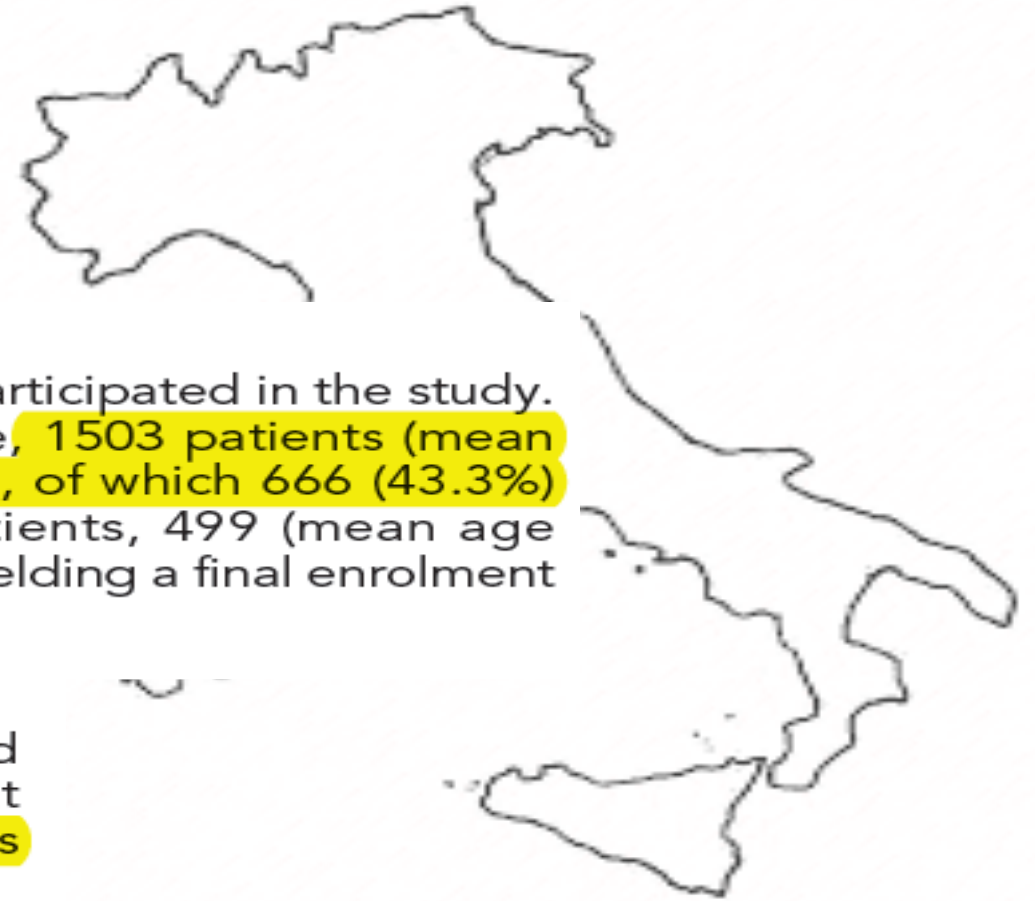 articipated in the study.
e, 1503 patients (mean
, of which 666 (43.3%)
tients, 499 (mean age
elding a final enrolment
d
t
s